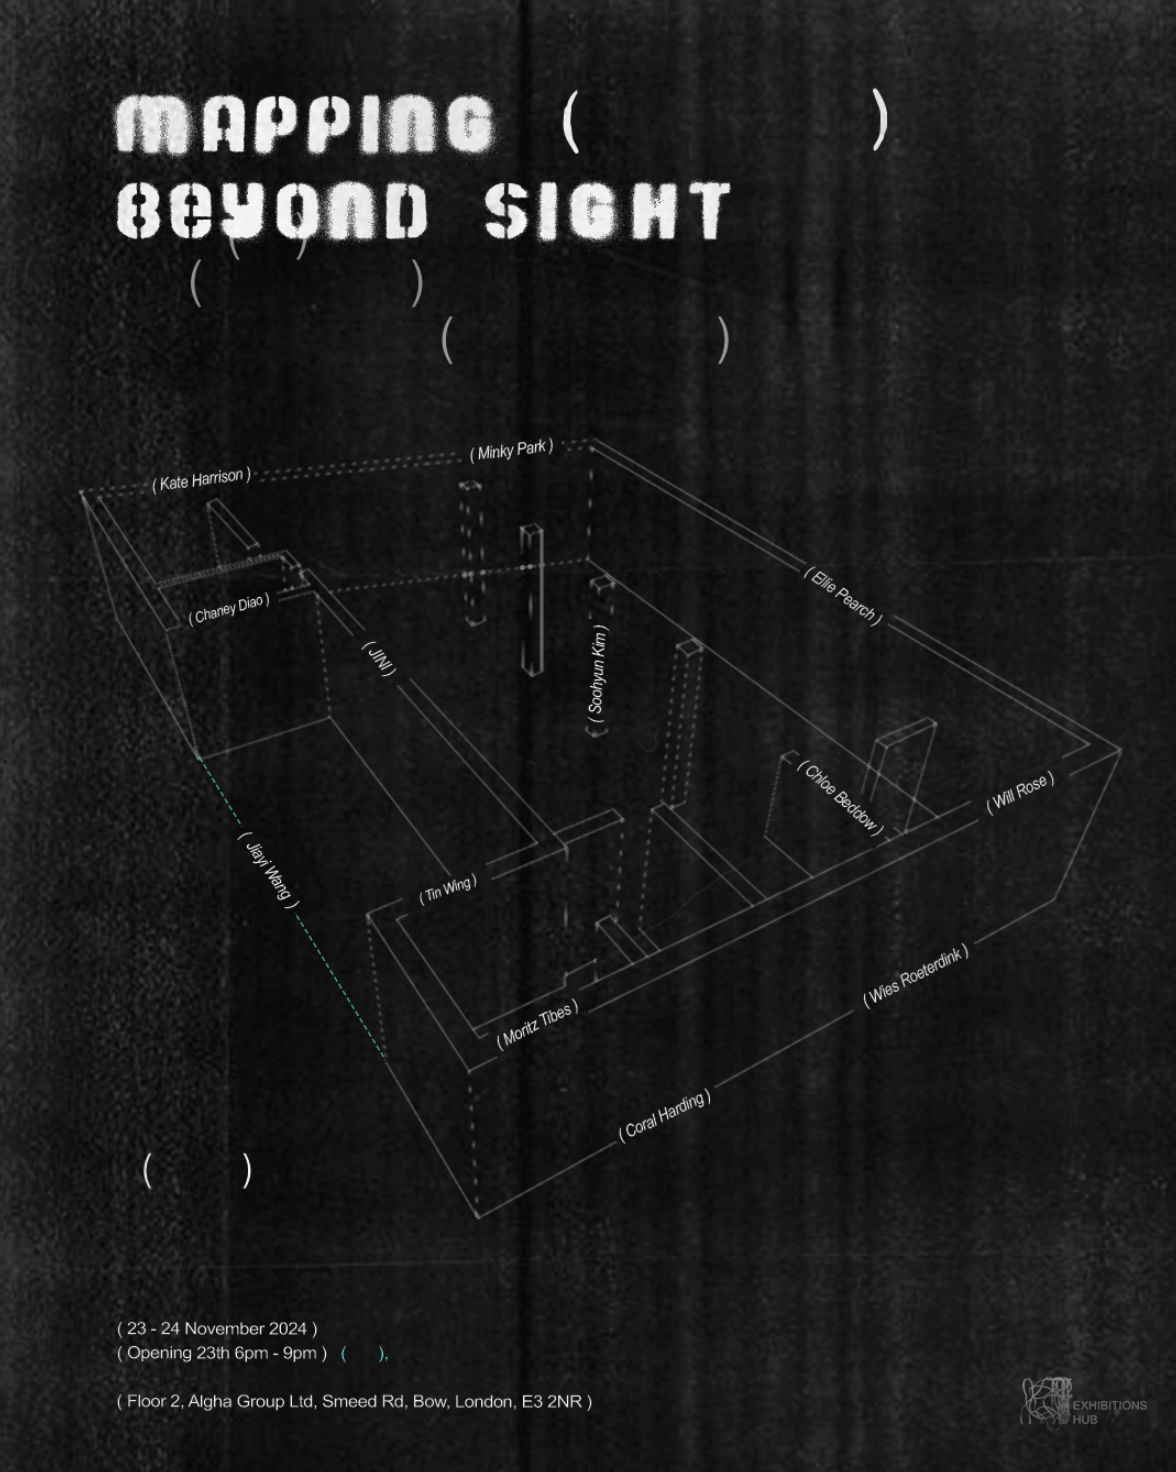 MAPPING (          )
BEYOND SIGHT
(     )
(          )
(          )
( Minky Park )
( Kate Harrison )
( Ellie Pearch )
( Chaney Diao )
( JINI )
( Soohyun Kim )
( Chloe Beddow )
( Will Rose )
( Jiayi Wang )
( Tin Wing )
( Wies Roeterdink )
( Moritz Tibes )
( Coral Harding )
(          )
( 23 - 24 November 2024 )
( Opening 23th 6pm - 9pm ) (     ),
( Floor 2, Algha Group Ltd, Smeed Rd, Bow, London, E3 2NR )
EXHIBITIONS
HUB